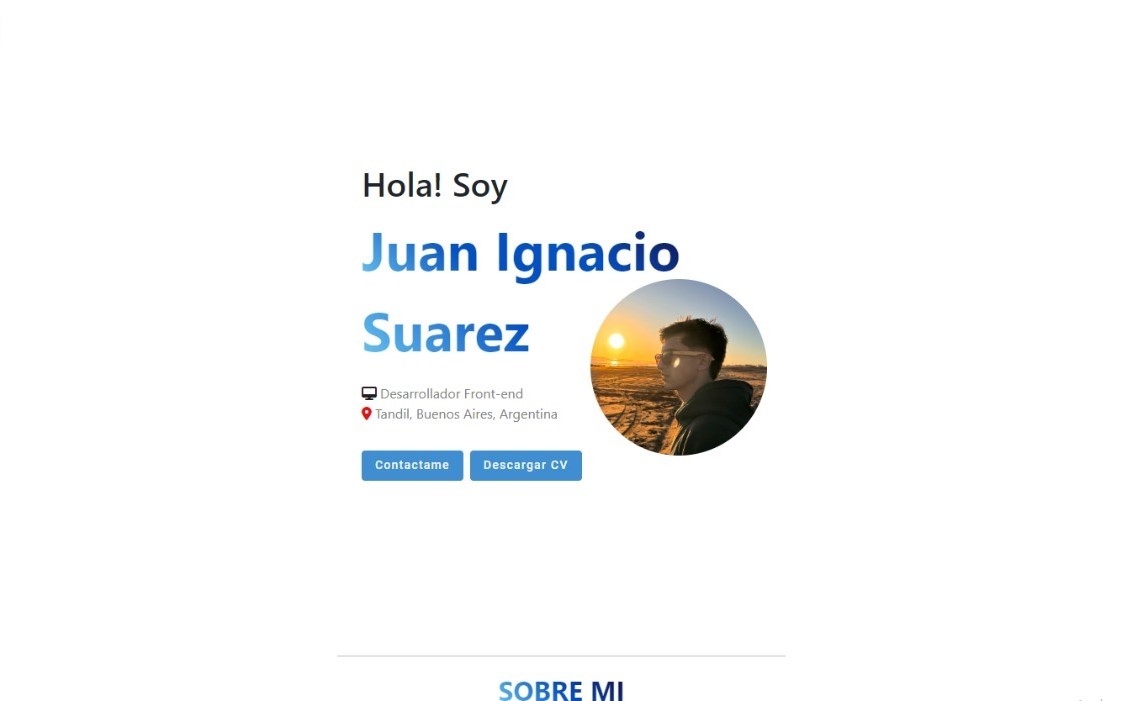 Hola! Soy
Juan Ignacio
Suarez
Desarrollador Front-end
Tandil, Buenos Aires, Argentina
Contactame Descargar CV
SOBRE MI